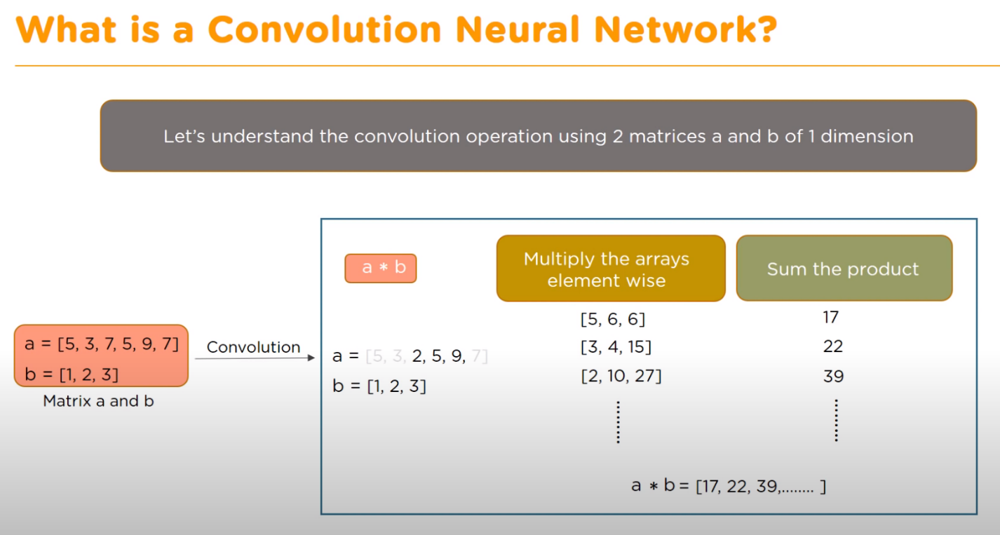 What is a Convolution Neural Network?
Let's understand the convolution operation using 2 matrices a and b of 1 dimension
a = [5, 3, 7, 5, 9, 7]
b = [1, 2, 3]
Matrix a and b
Convolution
a * b
a = [5, 3, 2, 5, 9, 7]
b = [1, 2, 3]
Multiply the arrays
element wise
[5, 6, 6]
[3, 4, 15]
[2, 10, 27]
Sum the product
17
22
39
a * b = [17, 22, 39,........ ]